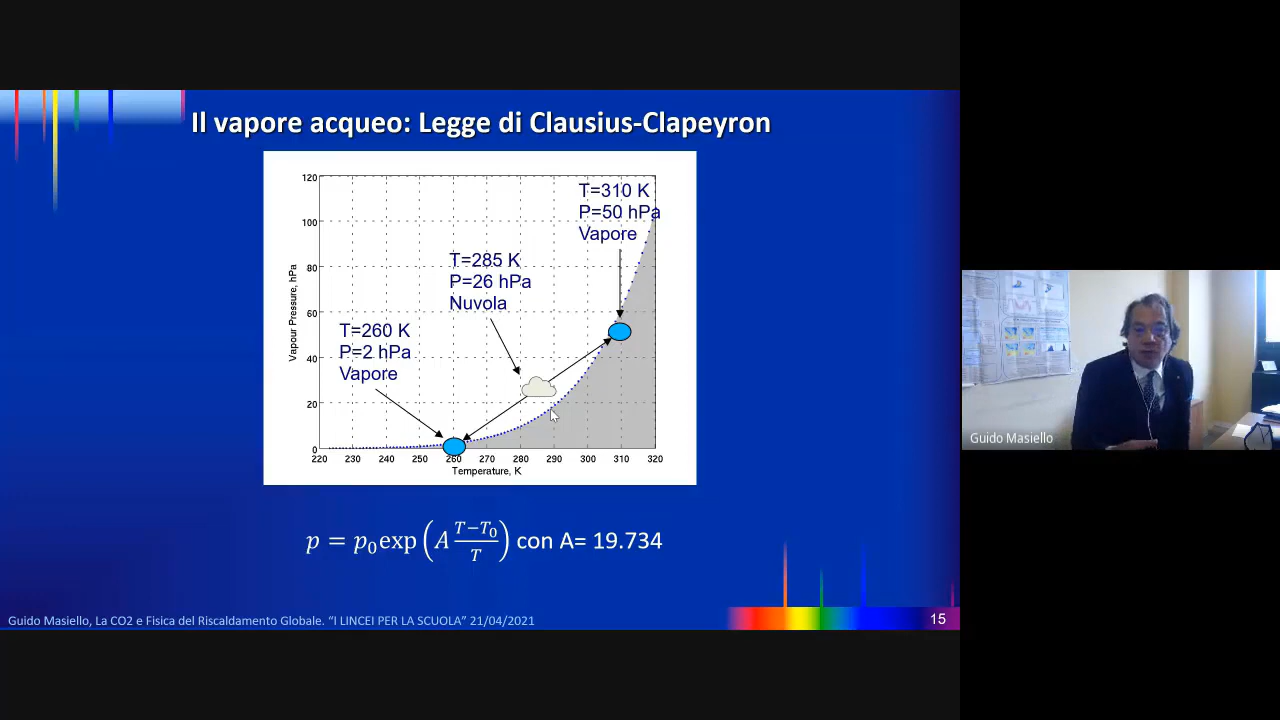 Il vapore acqueo: Legge di Clausius-Clapeyron
120
100
80
60
40
20
0
Vapour Pressure, hPa
T=310 K
P=50 hPa
Vapore
T=285 K
P=26 hPa
Nuvola
T=260 K
P=2 hPa
Vapore
220 230 240 250 260 270 280 290 300 310 320
Temperature, K
p = p₀exp(A T−T₀/T) con A= 19.734
Guido Masiello, La CO2 e Fisica del Riscaldamento Globale. “I LINCEI PER LA SCUOLA” 21/04/2021
15
Guido Masiello